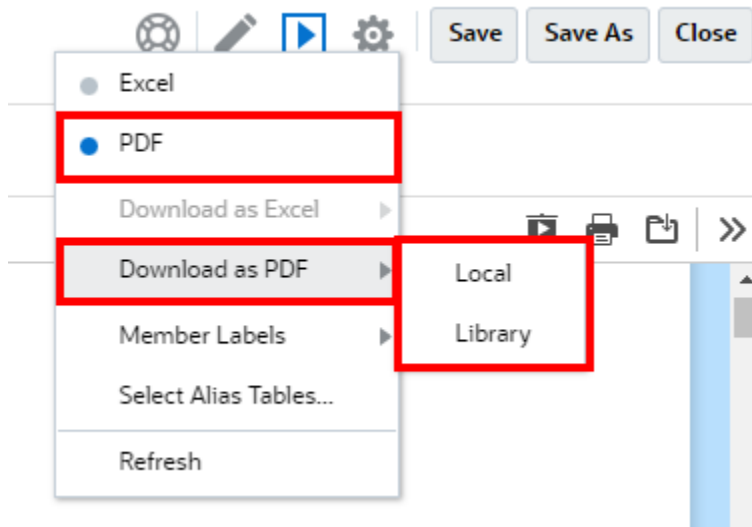 Save
Save As
Close
Excel
PDF
Download as Excel
Download as PDF
Local
Library
Member Labels
Select Alias Tables...
Refresh